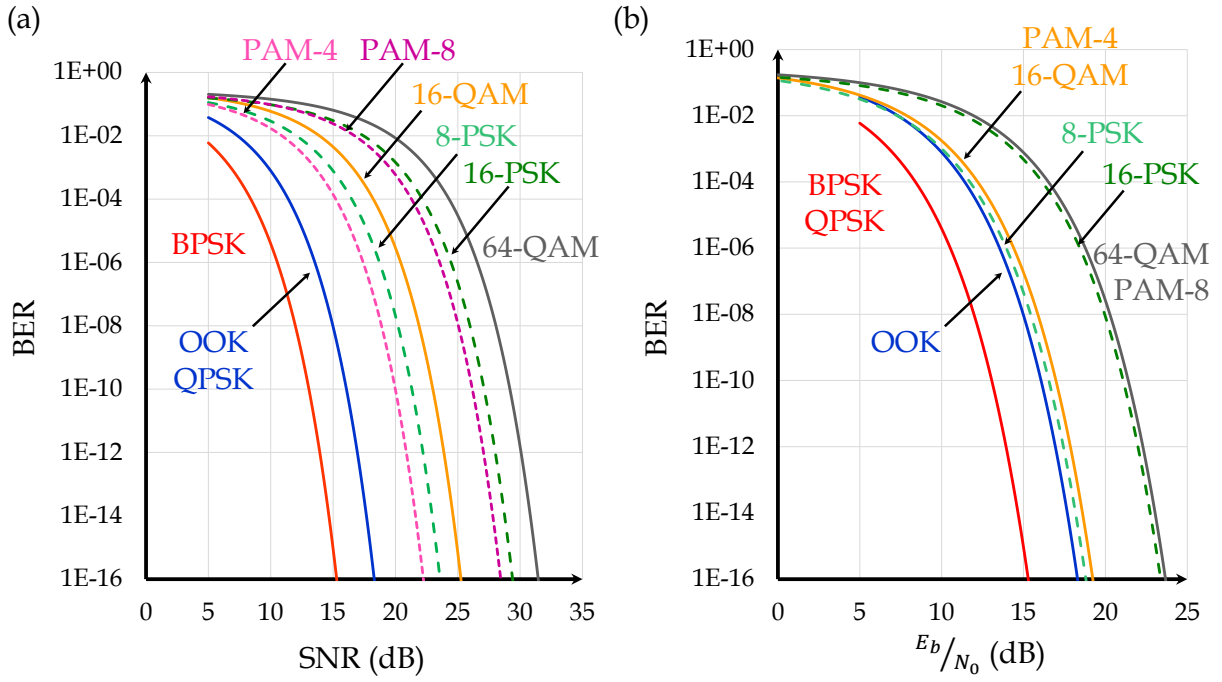 (a)
PAM-4
PAM-8
16-QAM
8-PSK
16-PSK
64-QAM
BPSK
OOK
QPSK
1E+00
1E-02
1E-04
1E-06
1E-08
1E-10
1E-12
1E-14
1E-16
BER
0
5
10
15
20
25
30
35
SNR (dB)
(b)
PAM-4
16-QAM
8-PSK
16-PSK
BPSK
QPSK
64-QAM
PAM-8
OOK
1E+00
1E-02
1E-04
1E-06
1E-08
1E-10
1E-12
1E-14
1E-16
BER
0
5
10
15
20
25
E_b/N_0 (dB)